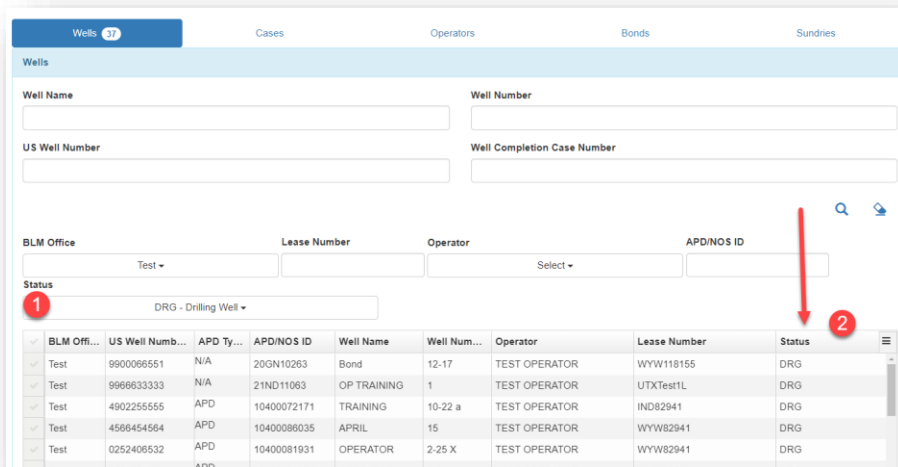 Wells 37 Cases Operators Bonds Sundries
Wells
Well Name Well Number
US Well Number Well Completion Case Number
BLM Office Lease Number Operator APD/NOS ID
Test Select
Status
1 DRG - Drilling Well
2
BLM Offi... US Well Numb... APD Ty... APD/NOS ID Well Name Well Num... Operator Lease Number Status
Test 9900066551 N/A 20GN10263 Bond 12-17 TEST OPERATOR WYW118155 DRG
Test 9966633333 N/A 21ND11063 OP TRAINING 1 TEST OPERATOR UTXTest1L DRG
Test 4902255555 APD 10400072171 TRAINING 10-22 a TEST OPERATOR IND82941 DRG
Test 4566454564 APD 10400086035 APRIL 15 TEST OPERATOR WYW82941 DRG
Test 0252406532 APD 10400081931 OPERATOR 2-25 X TEST OPERATOR WYW82941 DRG
APD